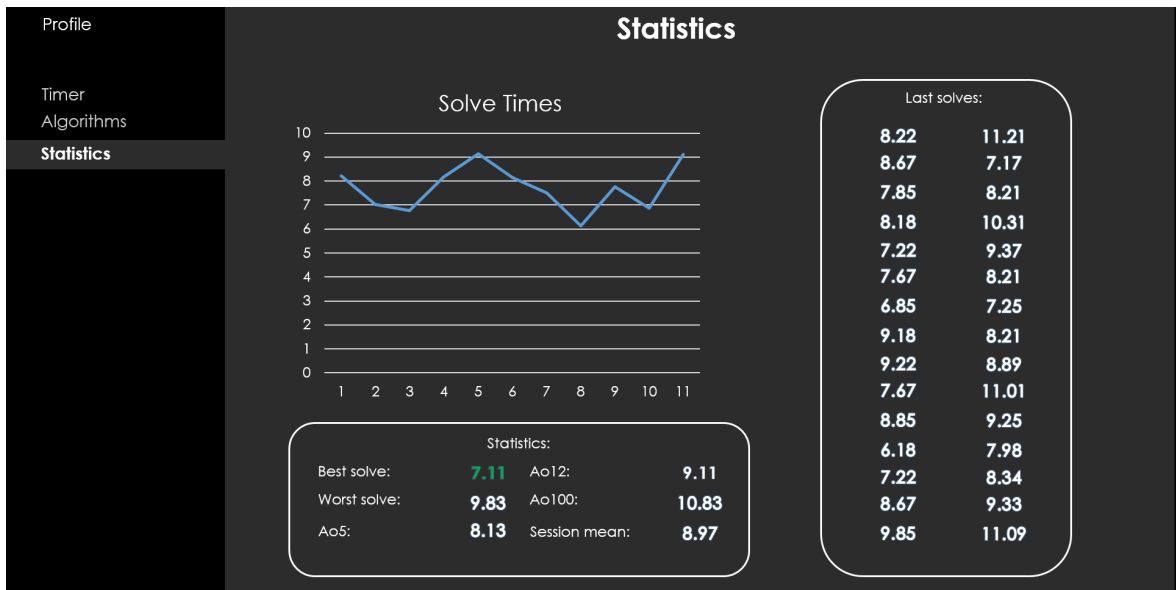 Profile
Timer
Algorithms
Statistics
Statistics
Solve Times
10
9
8
7
6
5
4
3
2
1
0
1 2 3 4 5 6 7 8 9 10 11
Statistics:
Best solve: 7.11 Ao12: 9.11
Worst solve: 9.83 Ao100: 10.83
Ao5: 8.13 Session mean: 8.97
Last solves:
8.22 11.21
8.67 7.17
7.85 8.21
8.18 10.31
7.22 9.37
7.67 8.21
6.85 7.25
9.18 8.21
9.22 8.89
7.67 11.01
8.85 9.25
6.18 7.98
7.22 8.34
8.67 9.33
9.85 11.09